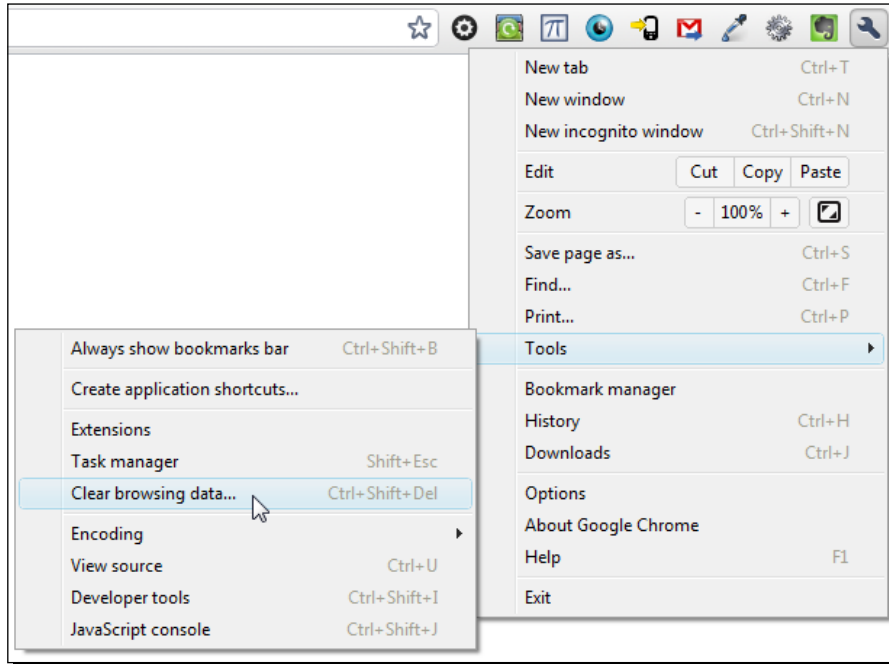 π
New tab Ctrl+T
New window Ctrl+N
New incognito window Ctrl+Shift+N
Edit Cut Copy Paste
Zoom - 100% +
Save page as... Ctrl+S
Find... Ctrl+F
Print... Ctrl+P
Tools
Bookmark manager
History Ctrl+H
Downloads Ctrl+J
Options
About Google Chrome
Help F1
Exit
Always show bookmarks bar Ctrl+Shift+B
Create application shortcuts...
Extensions
Task manager Shift+Esc
Clear browsing data... Ctrl+Shift+Del
Encoding
View source Ctrl+U
Developer tools Ctrl+Shift+I
JavaScript console Ctrl+Shift+J